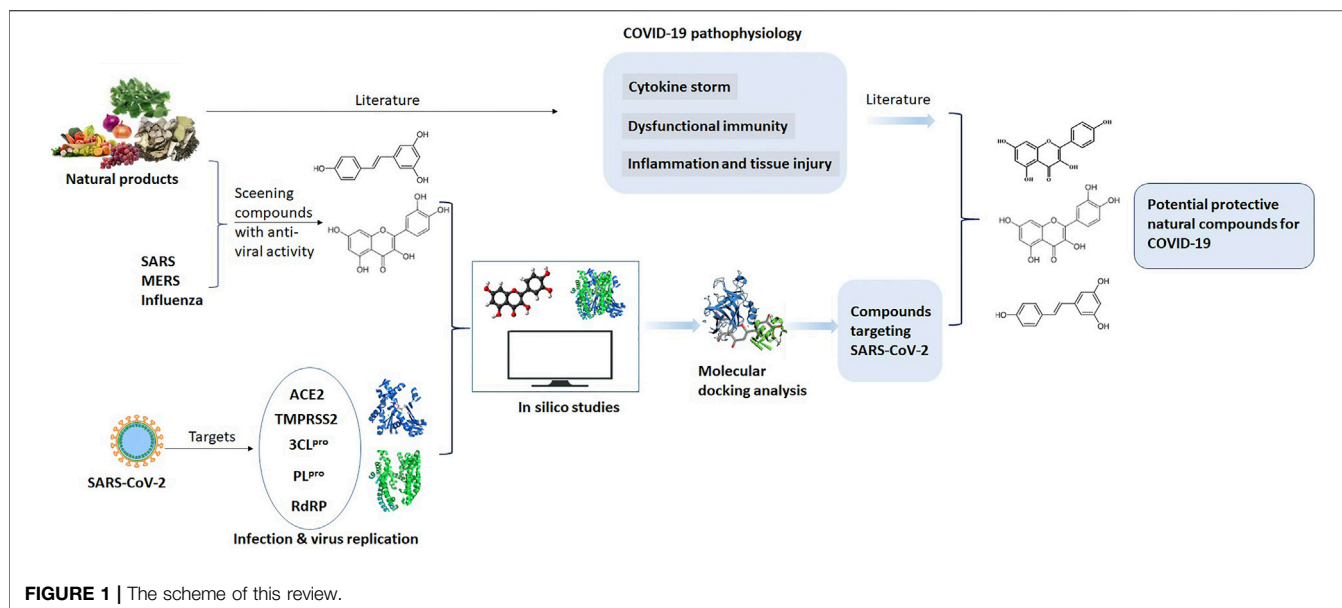 COVID-19 pathophysiology
Literature
Cytokine storm
Dysfunctional immunity
Inflammation and tissue injury
Literature
Natural products
Sceening
compounds
with anti-
viral activity
SARS
MERS
Influenza
HO
OH
OH
HO
O
OH
OH
OH
OH
O
HO
O
OH
OH
OH
O
HO
O
OH
OH
OH
OH
O
HO
OH
OH
Potential protective
natural compounds for
COVID-19
In silico studies
Molecular
docking analysis
Compounds
targeting
SARS-CoV-2
SARS-CoV-2
Targets
ACE2
TMPRSS2
3CLᵖʳᵒ
PLᵖʳᵒ
RdRP
Infection & virus replication
FIGURE 1 | The scheme of this review.